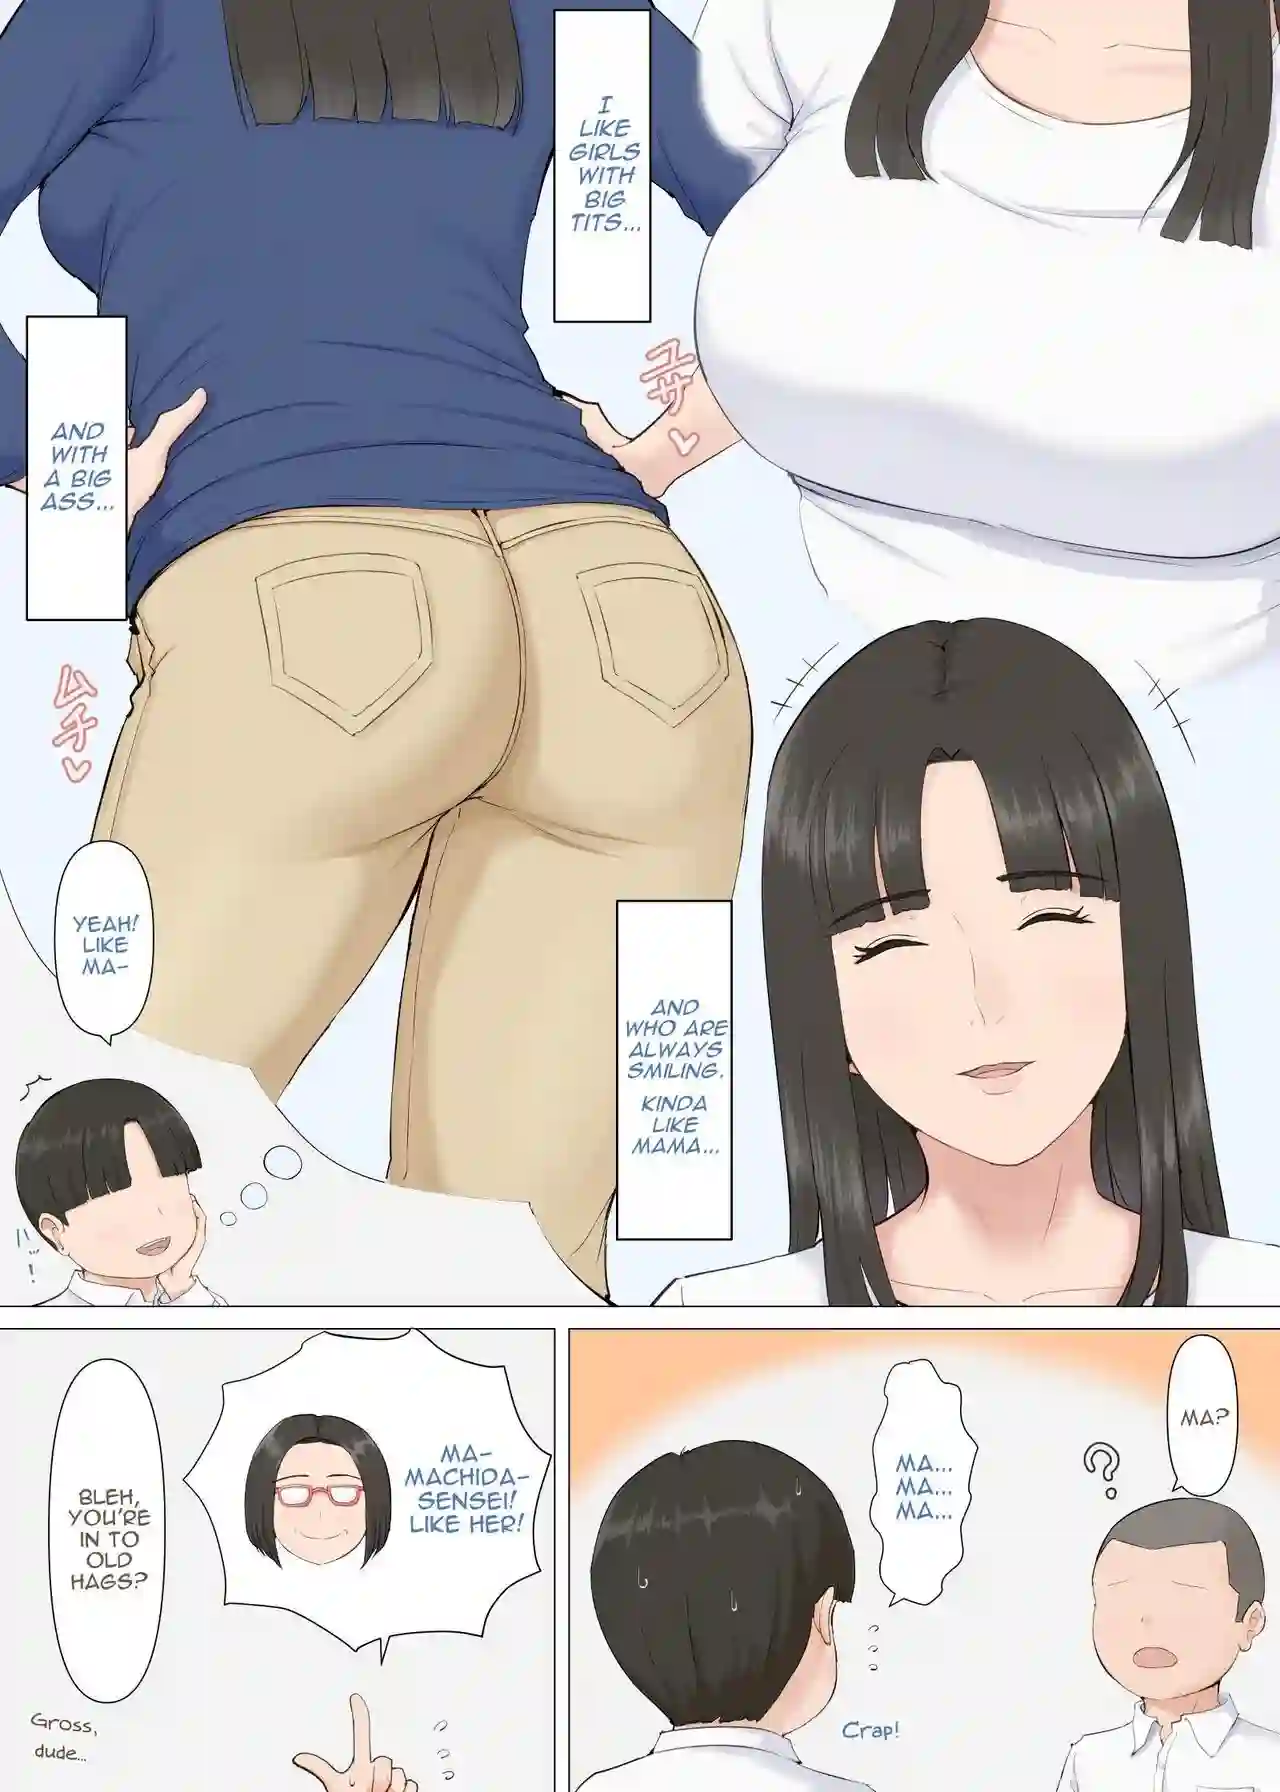 I
LIKE
GIRLS
WITH
BIG
TITS...
ユサ
AND
WITH
A BIG
ASS...
ムチ
AND
WHO ARE
ALWAYS
SMILING.
KINDA
LIKE
MAMA...
YEAH!
LIKE
MA-
ハッ!
MA?
MA...
MA...
MA...
Crap!
MA-
MACHIDA-
SENSEI!
LIKE HER!
BLEH,
YOU'RE
IN TO
OLD
HAGS?
Gross,
dude...